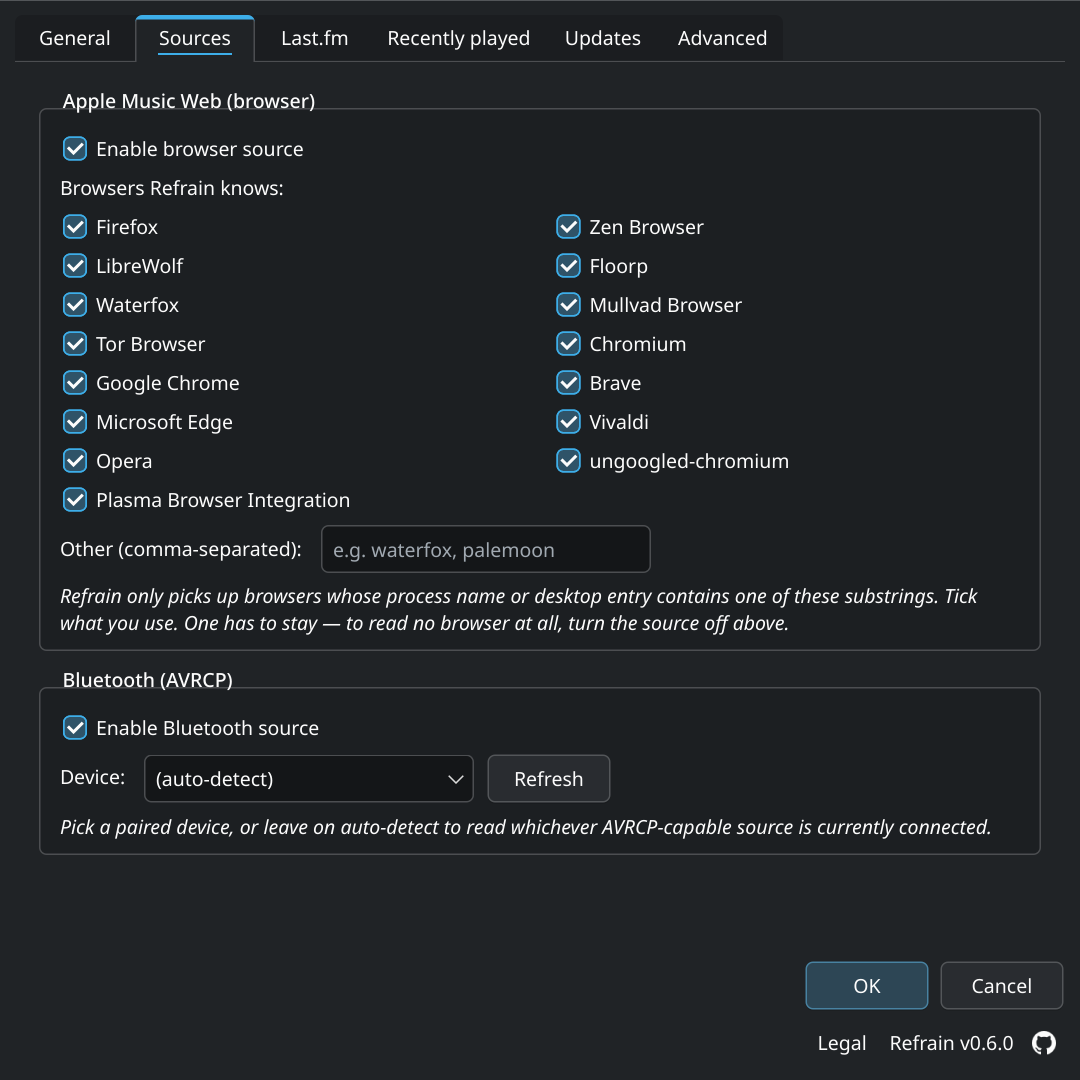 General Sources Last.fm Recently played Updates Advanced
Apple Music Web (browser)
Enable browser source
Browsers Refrain knows:
Firefox Zen Browser
LibreWolf Floorp
Waterfox Mullvad Browser
Tor Browser Chromium
Google Chrome Brave
Microsoft Edge Vivaldi
Opera ungoogled-chromium
Plasma Browser Integration
Other (comma-separated): e.g. waterfox, palemoon
Refrain only picks up browsers whose process name or desktop entry contains one of these substrings. Tick
what you use. One has to stay — to read no browser at all, turn the source off above.
Bluetooth (AVRCP)
Enable Bluetooth source
Device: (auto-detect) Refresh
Pick a paired device, or leave on auto-detect to read whichever AVRCP-capable source is currently connected.
OK Cancel
Legal Refrain v0.6.0